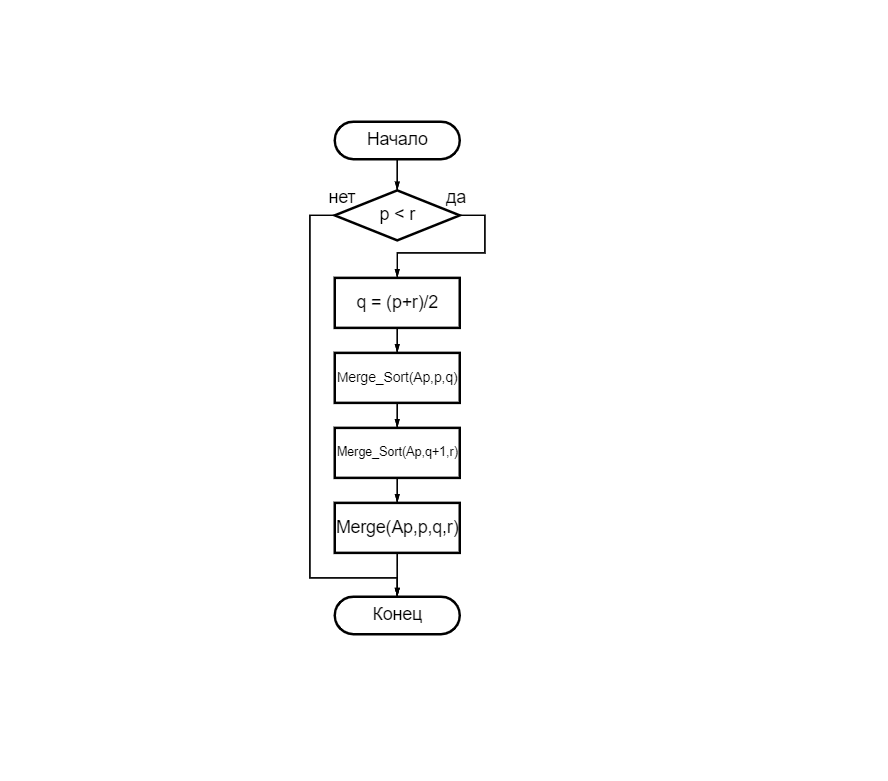 Начало
нет
да
p < r
q = (p+r)/2
Merge_Sort(Ap,p,q)
Merge_Sort(Ap,q+1,r)
Merge(Ap,p,q,r)
Конец